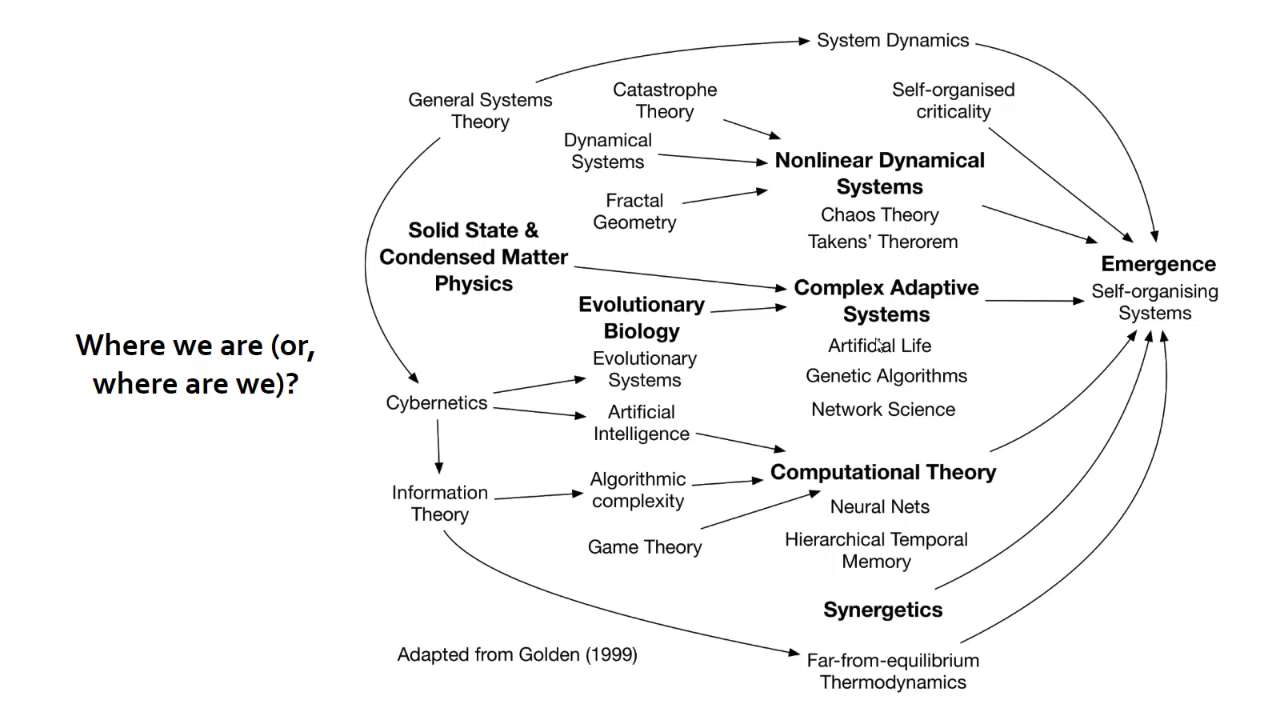 System Dynamics
General Systems
Theory
Catastrophe
Theory
Self-organised
criticality
Dynamical
Systems
Nonlinear Dynamical
Systems
Chaos Theory
Takens’ Therorem
Fractal
Geometry
Solid State &
Condensed Matter
Physics
Emergence
Self-organising
Systems
Complex Adaptive
Systems
Artificial Life
Genetic Algorithms
Network Science
Evolutionary
Biology
Evolutionary
Systems
Where we are (or,
where are we)?
Cybernetics
Artificial
Intelligence
Computational Theory
Neural Nets
Hierarchical Temporal
Memory
Information
Theory
Algorithmic
complexity
Game Theory
Synergetics
Adapted from Golden (1999)
Far-from-equilibrium
Thermodynamics